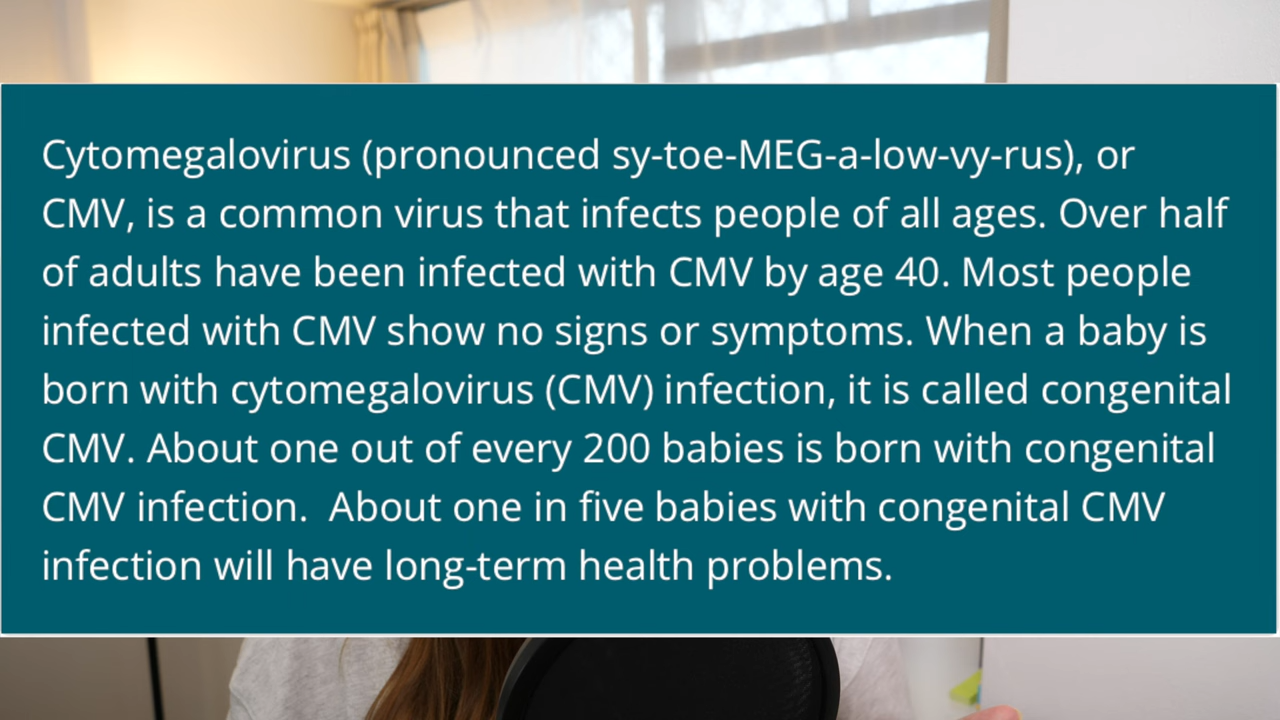 Cytomegalovirus (pronounced sy-toe-MEG-a-low-vy-rus), or
CMV, is a common virus that infects people of all ages. Over half
of adults have been infected with CMV by age 40. Most people
infected with CMV show no signs or symptoms. When a baby is
born with cytomegalovirus (CMV) infection, it is called congenital
CMV. About one out of every 200 babies is born with congenital
CMV infection.  About one in five babies with congenital CMV
infection will have long-term health problems.